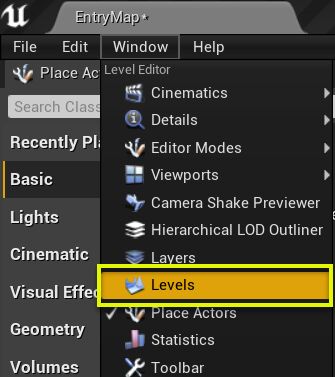 EntryMap*
File Edit Window Help
Place Ac
Level Editor
Search Clas
Cinematics
Details
Recently Pla
Editor Modes
Basic
Viewports
Camera Shake Previewer
Lights
Hierarchical LOD Outliner
Cinematic
Layers
Visual Effe
Levels
Place Actors
Geometry
Statistics
Volumes
Toolbar